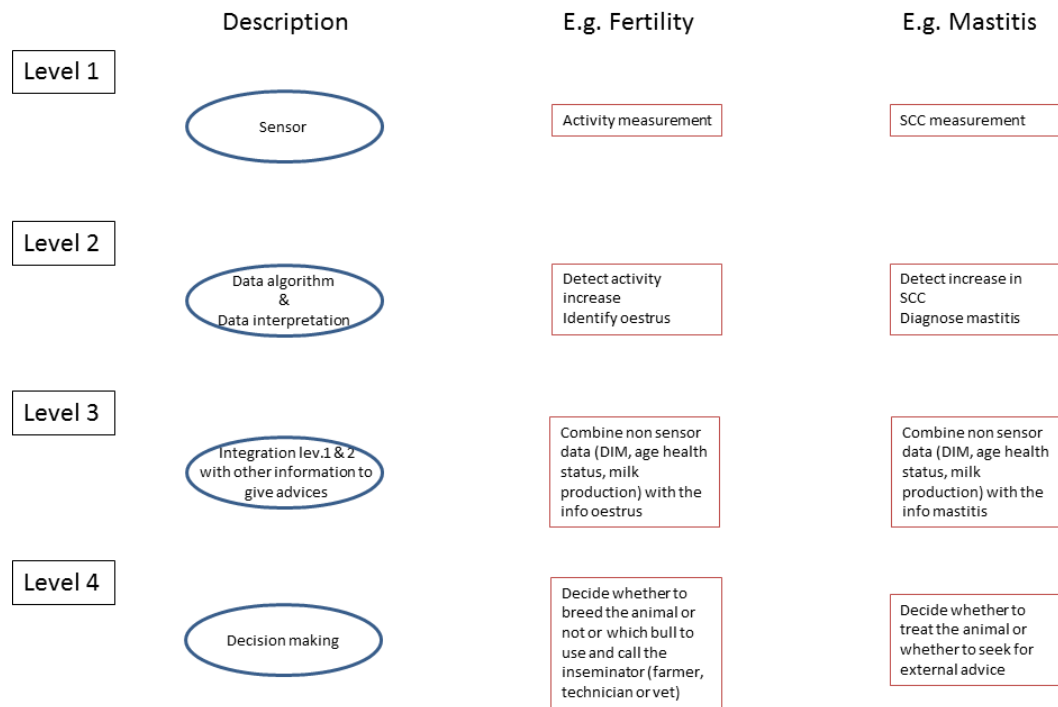 Description
E.g. Fertility
E.g. Mastitis
Level 1
Sensor
Activity measurement
SCC measurement
Level 2
Data algorithm
&
Data interpretation
Detect activity
increase
Identify oestrus
Detect increase in
SCC
Diagnose mastitis
Level 3
Integration lev.1 & 2
with other information to
give advices
Combine non sensor
data (DIM, age health
status, milk
production) with the
info oestrus
Combine non sensor
data (DIM, age health
status, milk
production) with the
info mastitis
Level 4
Decision making
Decide whether to
breed the animal or
not or which bull to
use and call the
inseminator (farmer,
technician or vet)
Decide whether to
treat the animal or
whether to seek for
external advice